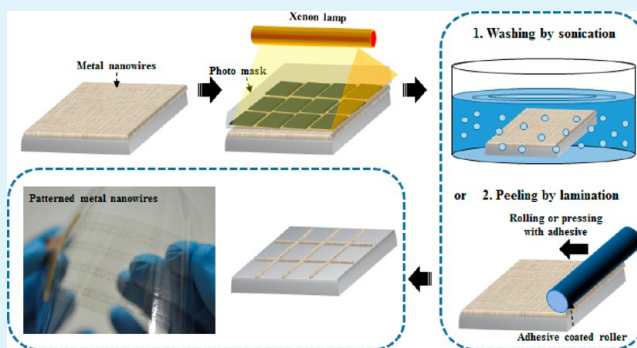 Xenon lamp
Metal nanowires
Photo mask
1. Washing by sonication
or 2. Peeling by lamination
Rolling or pressing
with adhesive
Adhesive coated roller
Patterned metal nanowires